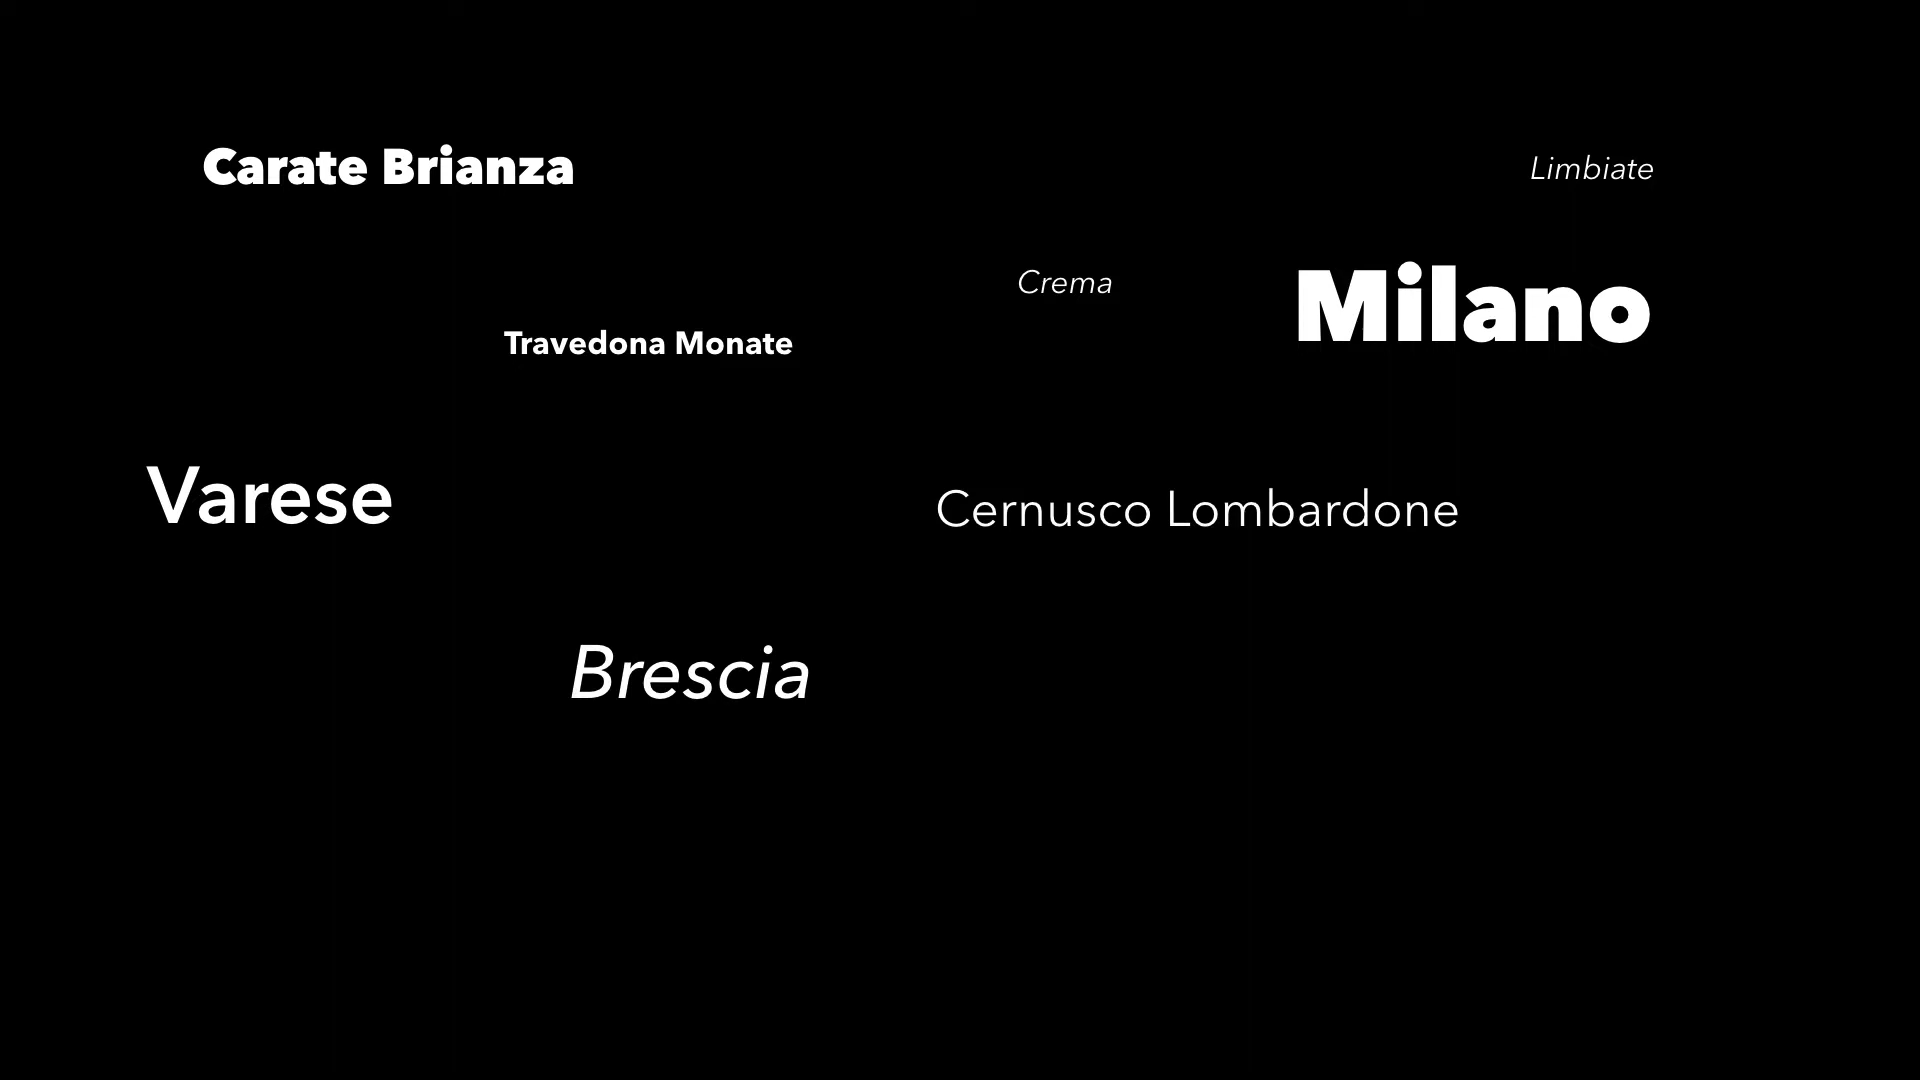 Carate Brianza
Limbiate
Crema
Milano
Travedona Monate
Varese
Cernusco Lombardone
Brescia